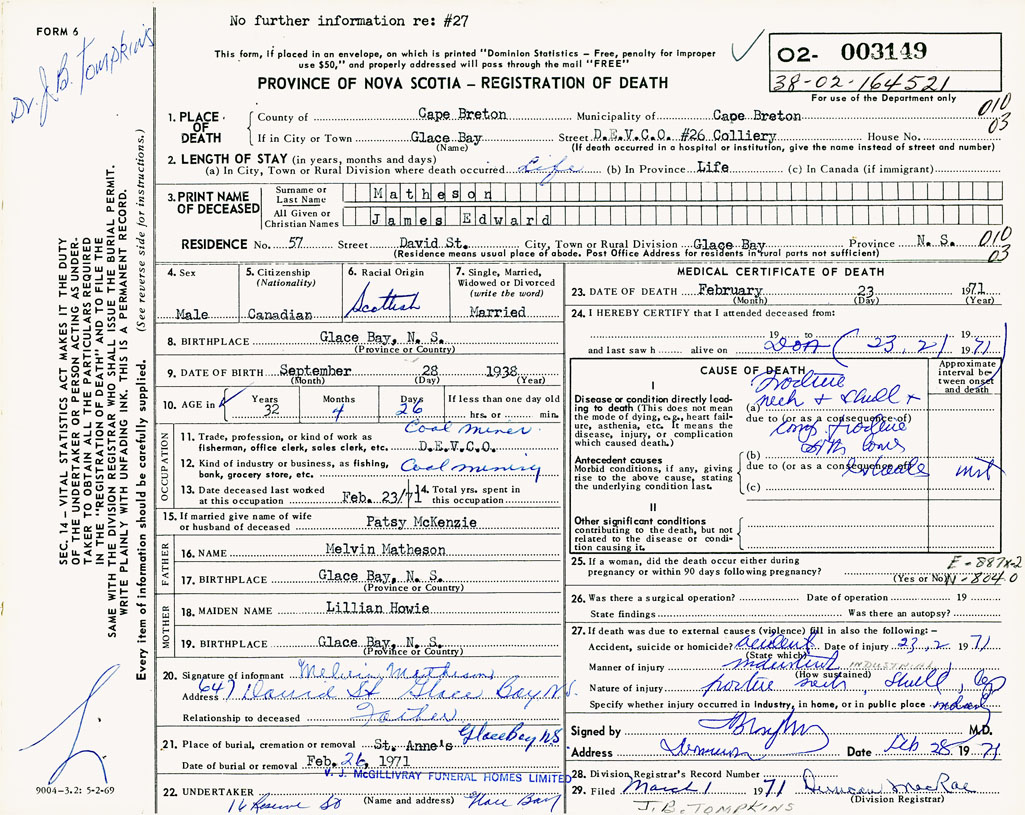 No further information re: #27
FORM 6
Dr. J. B. Tompkins
This form, if placed in an envelope, on which is printed "Dominion Statistics – Free, penalty for improper
use $50," and properly addressed will pass through the mail "FREE"
PROVINCE OF NOVA SCOTIA – REGISTRATION OF DEATH
02- 003149
38-02-164521
For use of the Department only
1. PLACE OF DEATH
County of Cape Breton Municipality of Cape Breton 010
If in City or Town Glace Bay Street D.E.V.C.O. #26 Colliery House No. 03
(Name) (If death occurred in a hospital or institution, give the name instead of street and number)
2. LENGTH OF STAY (in years, months and days)
(a) In City, Town or Rural Division where death occurred Life (b) In Province Life (c) In Canada (if immigrant)
3. PRINT NAME OF DECEASED
Surname or Last Name Matheson
All Given or Christian Names James Edward
RESIDENCE No. 57 Street David St. City, Town or Rural Division Glace Bay Province N. S. 010
(Residence means usual place of abode. Post Office Address for residents in rural parts not sufficient) 03
4. Sex Male
5. Citizenship (Nationality) Canadian
6. Racial Origin Scottish
7. Single, Married, Widowed or Divorced (write the word) Married
8. BIRTHPLACE Glace Bay, N. S.
(Province or Country)
9. DATE OF BIRTH September 28 1938
(Month) (Day) (Year)
10. AGE in Years 32 Months 4 Days 26 If less than one day old hrs. or min.
OCCUPATION
11. Trade, profession, or kind of work as fisherman, office clerk, sales clerk, etc. Coal miner D.E.V.C.O.
12. Kind of industry or business, as fishing, bank, grocery store, etc. Coal mining
13. Date deceased last worked at this occupation Feb. 23/71
14. Total yrs. spent in this occupation
15. If married give name of wife or husband of deceased Patsy McKenzie
FATHER
16. NAME Melvin Matheson
17. BIRTHPLACE Glace Bay, N. S.
(Province or Country)
MOTHER
18. MAIDEN NAME Lillian Howie
19. BIRTHPLACE Glace Bay, N. S.
(Province or Country)
20. Signature of informant Melvin Matheson
Address 647 David St Glace Bay N.S.
Relationship to deceased Father
21. Place of burial, cremation or removal St. Anne's Glace Bay NS
Date of burial or removal Feb. 26, 1971
V. J. McGILLIVRAY FUNERAL HOMES LIMITED
22. UNDERTAKER 16 Reserve St Glace Bay
(Name and address)
MEDICAL CERTIFICATE OF DEATH
23. DATE OF DEATH February 23 1971
(Month) (Day) (Year)
24. I HEREBY CERTIFY that I attended deceased from:
19 to 19
and last saw h alive on DOA (23, 2) 1971
CAUSE OF DEATH
Approximate interval between onset and death
I
Disease or condition directly leading to death (This does not mean the mode of dying, e.g., heart failure, asthenia, etc. It means the disease, injury, or complication which caused death.)
(a) neck + skull +
due to (or as a consequence of)
(b)
due to (or as a consequence of) inst
(c)
Antecedent causes
Morbid conditions, if any, giving rise to the above cause, stating the underlying condition last.
II
Other significant conditions contributing to the death, but not related to the disease or condition causing it.
25. If a woman, did the death occur either during pregnancy or within 90 days following pregnancy?
(Yes or No)
N-804.0
26. Was there a surgical operation? Date of operation 19
State findings Was there an autopsy?
27. If death was due to external causes (violence) fill in also the following: –
Accident, suicide or homicide? accident Date of injury 23, 2 1971
(State which)
Manner of injury industrial INDUSTRIAL
(How sustained)
Nature of injury neck, skull, leg
Specify whether injury occurred in industry, in home, or in public place
Signed by M.D.
Address Date Feb 28 1971
28. Division Registrar's Record Number
29. Filed March 1 1971 Duncan MacRae
(Division Registrar)
J. B. TOMPKINS
SEC. 14 – VITAL STATISTICS ACT MAKES IT THE DUTY
OF THE UNDERTAKER OR PERSON ACTING AS UNDER-
TAKER TO OBTAIN ALL THE PARTICULARS REQUIRED
IN THE "REGISTRATION OF DEATH" AND TO FILE THE
SAME WITH THE DIVISION REGISTRAR WHO SHALL ISSUE THE BURIAL PERMIT.
WRITE PLAINLY WITH UNFADING INK. THIS IS A PERMANENT RECORD.
Every item of information should be carefully supplied. (See reverse side for instructions.)
9004-3.2: 5-2-69